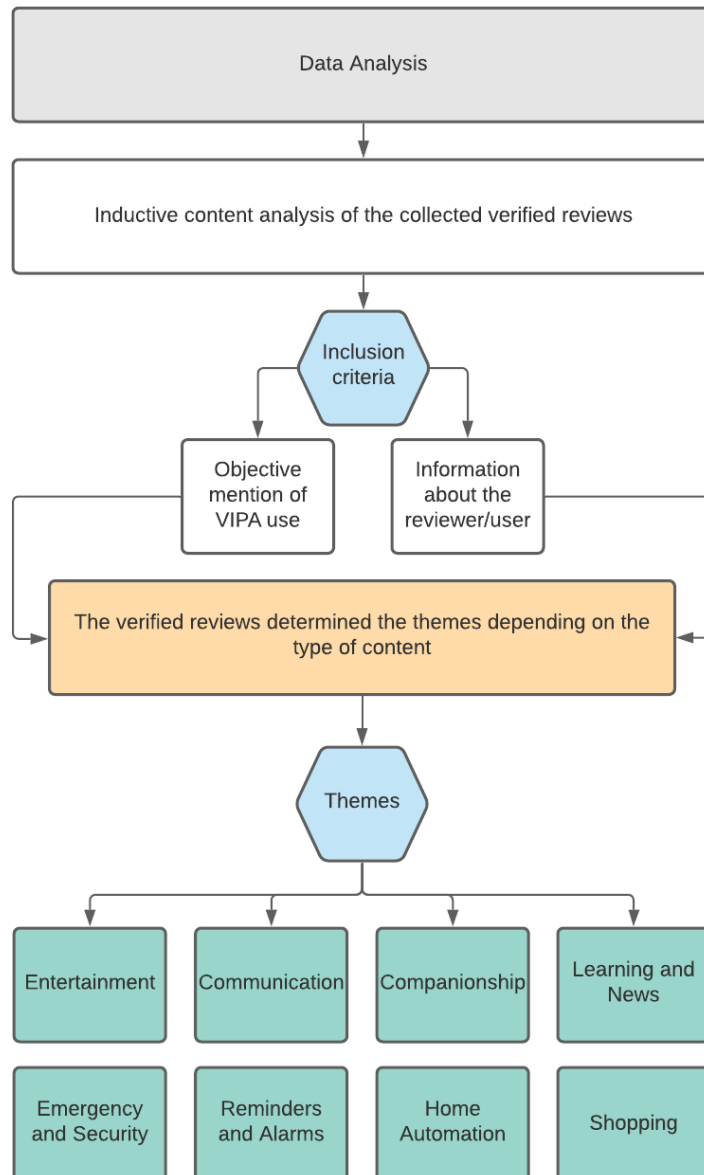 Data Analysis
Inductive content analysis of the collected verified reviews
Inclusion
criteria
Objective
mention of
VIPA use
Information
about the
reviewer/user
The verified reviews determined the themes depending on the
type of content
Themes
Entertainment
Communication
Companionship
Learning and
News
Emergency
and Security
Reminders
and Alarms
Home
Automation
Shopping